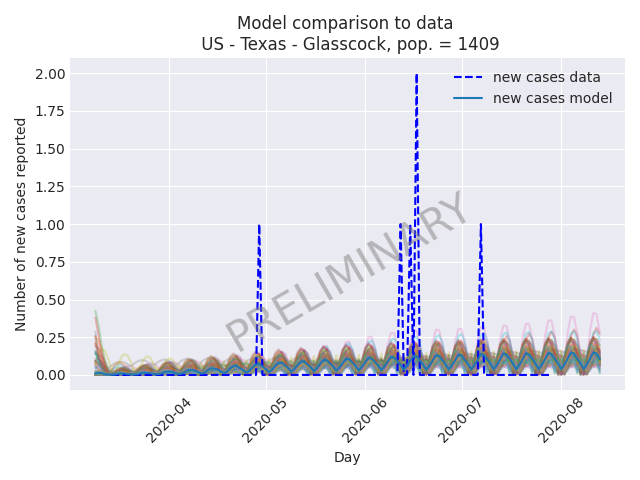 Model comparison to data
US - Texas - Glasscock, pop. = 1409
new cases data
new cases model
2.00
1.75
1.50
1.25
1.00
0.75
0.50
0.25
0.00
Number of new cases reported
PRELIMINARY
2020-04
2020-05
2020-06
2020-07
2020-08
Day